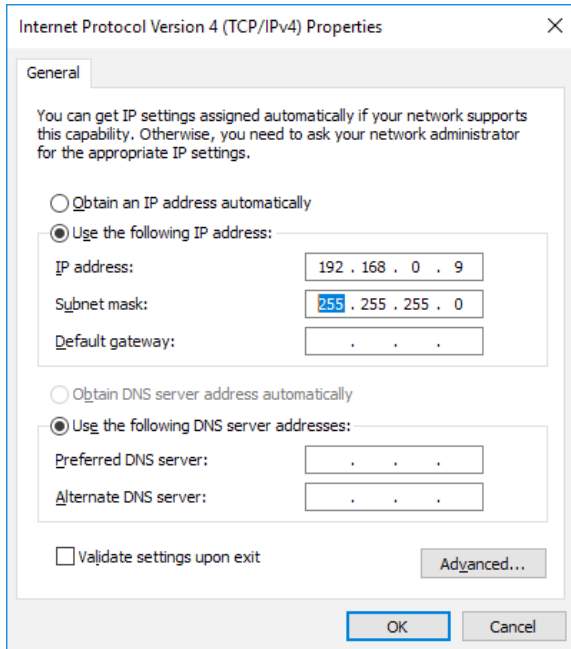 Internet Protocol Version 4 (TCP/IPv4) Properties
General
You can get IP settings assigned automatically if your network supports
this capability. Otherwise, you need to ask your network administrator
for the appropriate IP settings.
Obtain an IP address automatically
Use the following IP address:
IP address: 192 . 168 . 0 . 9
Subnet mask: 255 . 255 . 255 . 0
Default gateway: . . .
Obtain DNS server address automatically
Use the following DNS server addresses:
Preferred DNS server: . . .
Alternate DNS server: . . .
Validate settings upon exit
Advanced...
OK Cancel